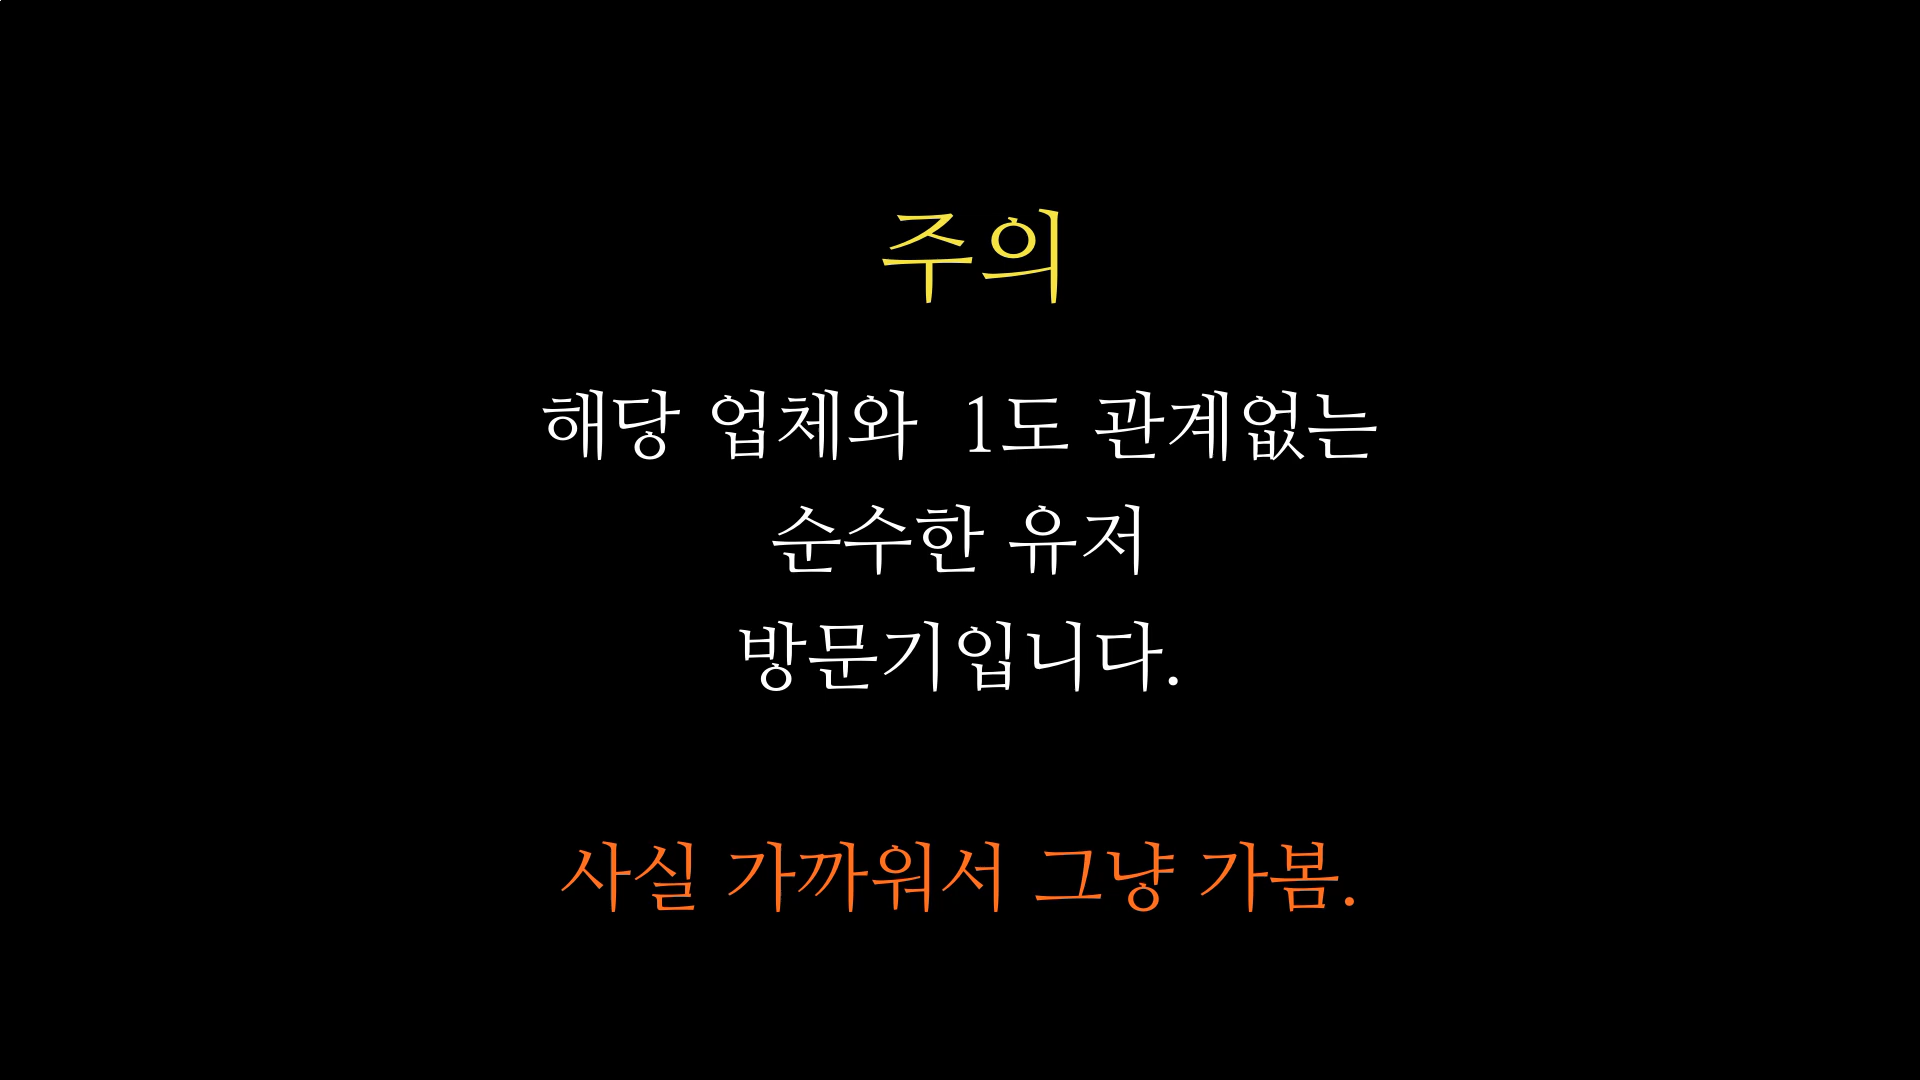 주의
해당 업체와 1도 관계없는
순수한 유저
방문기입니다.
사실 가까워서 그냥 가봄.